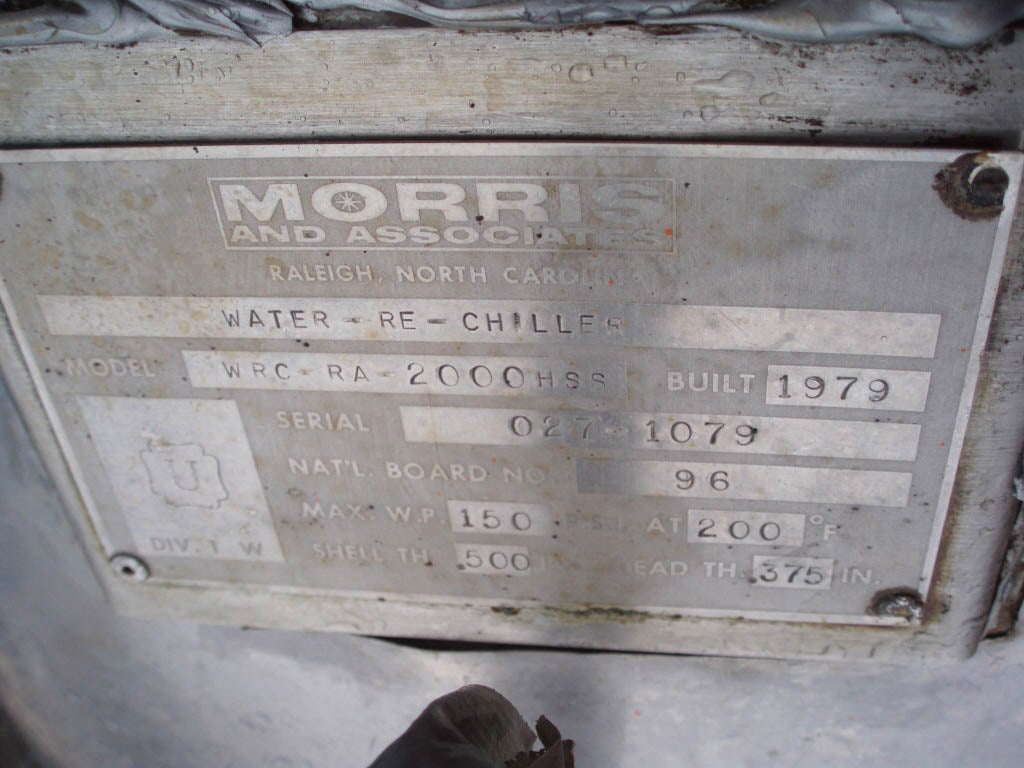 MORRIS
AND ASSOCIATES
RALEIGH, NORTH CAROLINA
WATER-RE-CHILLER
MODEL WRC-RA-2000HSS BUILT 1979
SERIAL 027-1079
NAT'L. BOARD NO 96
U
MAX. W.P. 150 P.S.I. AT 200 °F
DIV. 1 W
SHELL TH. .500 IN. HEAD TH. .375 IN.